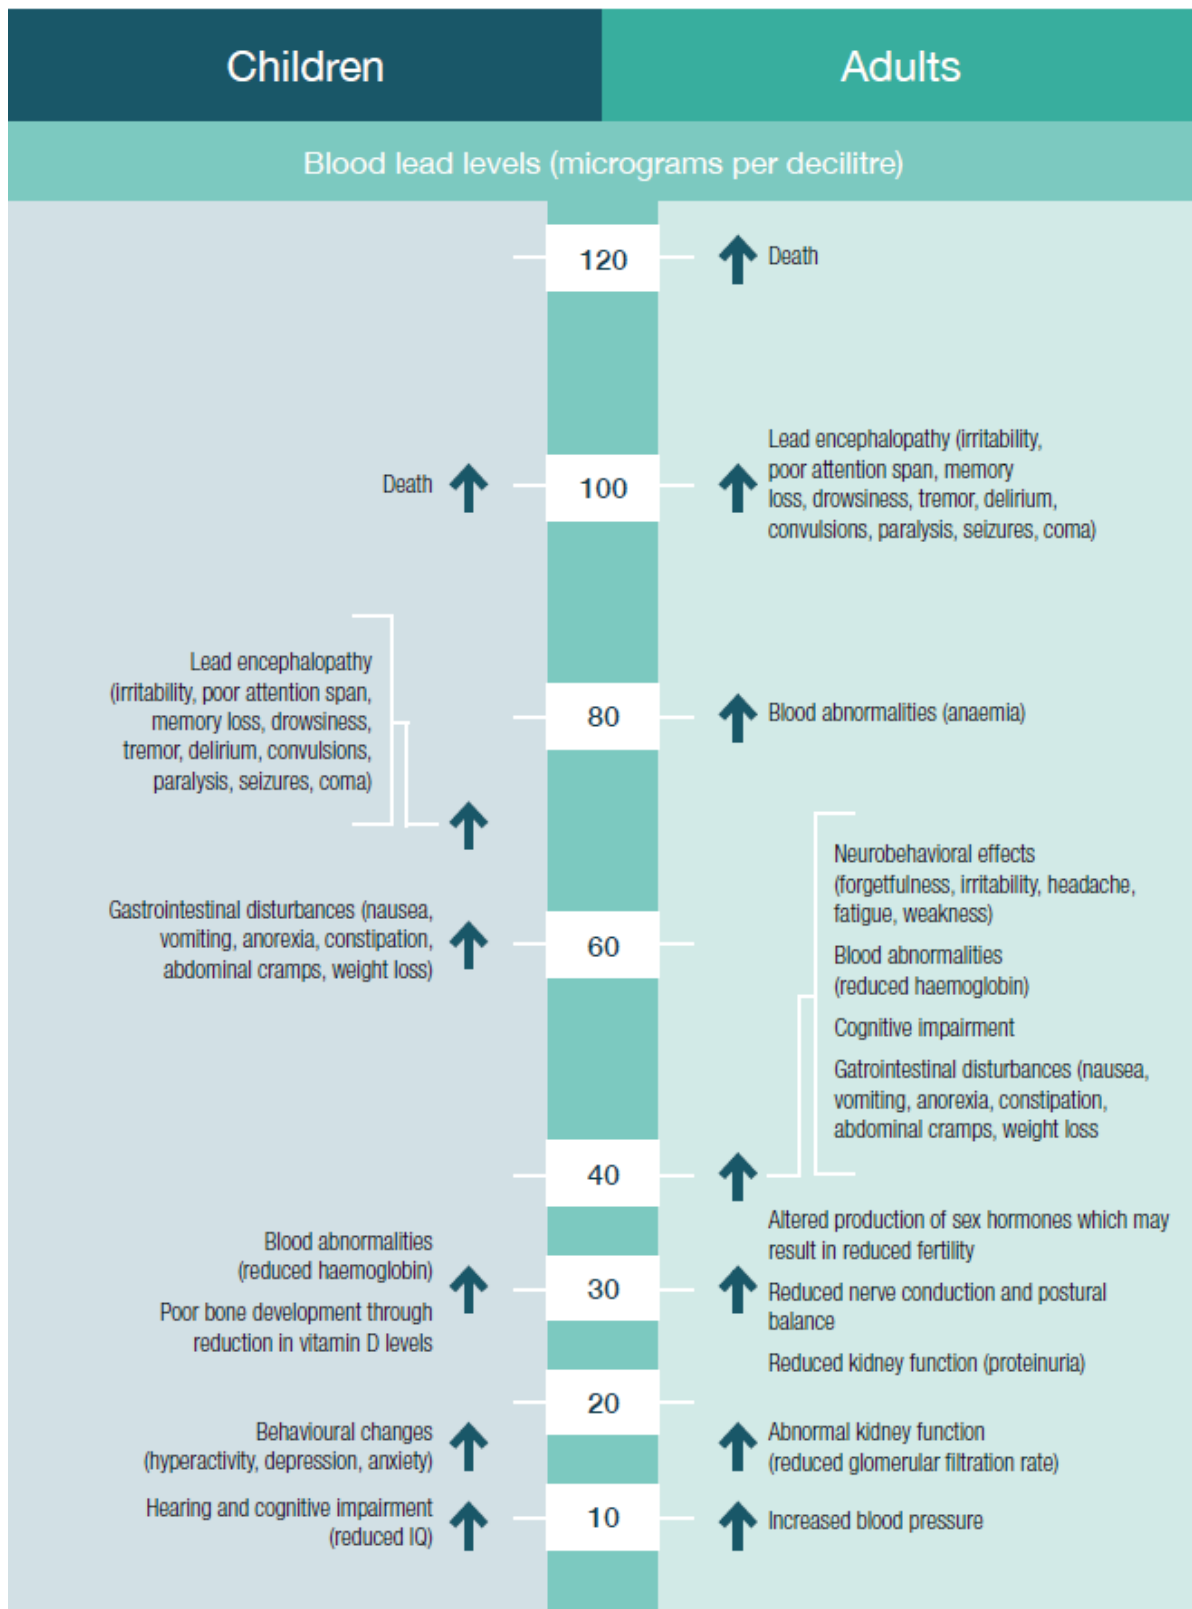 Children
Adults
Blood lead levels (micrograms per decilitre)
120
Death
Death
100
Lead encephalopathy (irritability,
poor attention span, memory
loss, drowsiness, tremor, delirium,
convulsions, paralysis, seizures, coma)
Lead encephalopathy
(irritability, poor attention span,
memory loss, drowsiness,
tremor, delirium, convulsions,
paralysis, seizures, coma)
80
Blood abnormalities (anaemia)
Gastrointestinal disturbances (nausea,
vomiting, anorexia, constipation,
abdominal cramps, weight loss)
60
Neurobehavioral effects
(forgetfulness, irritability, headache,
fatigue, weakness)
Blood abnormalities
(reduced haemoglobin)
Cognitive impairment
Gatrointestinal disturbances (nausea,
vomiting, anorexia, constipation,
abdominal cramps, weight loss
40
Blood abnormalities
(reduced haemoglobin)
Poor bone development through
reduction in vitamin D levels
30
Altered production of sex hormones which may
result in reduced fertility
Reduced nerve conduction and postural
balance
Reduced kidney function (proteinuria)
20
Behavioural changes
(hyperactivity, depression, anxiety)
Abnormal kidney function
(reduced glomerular filtration rate)
Hearing and cognitive impairment
(reduced IQ)
10
Increased blood pressure